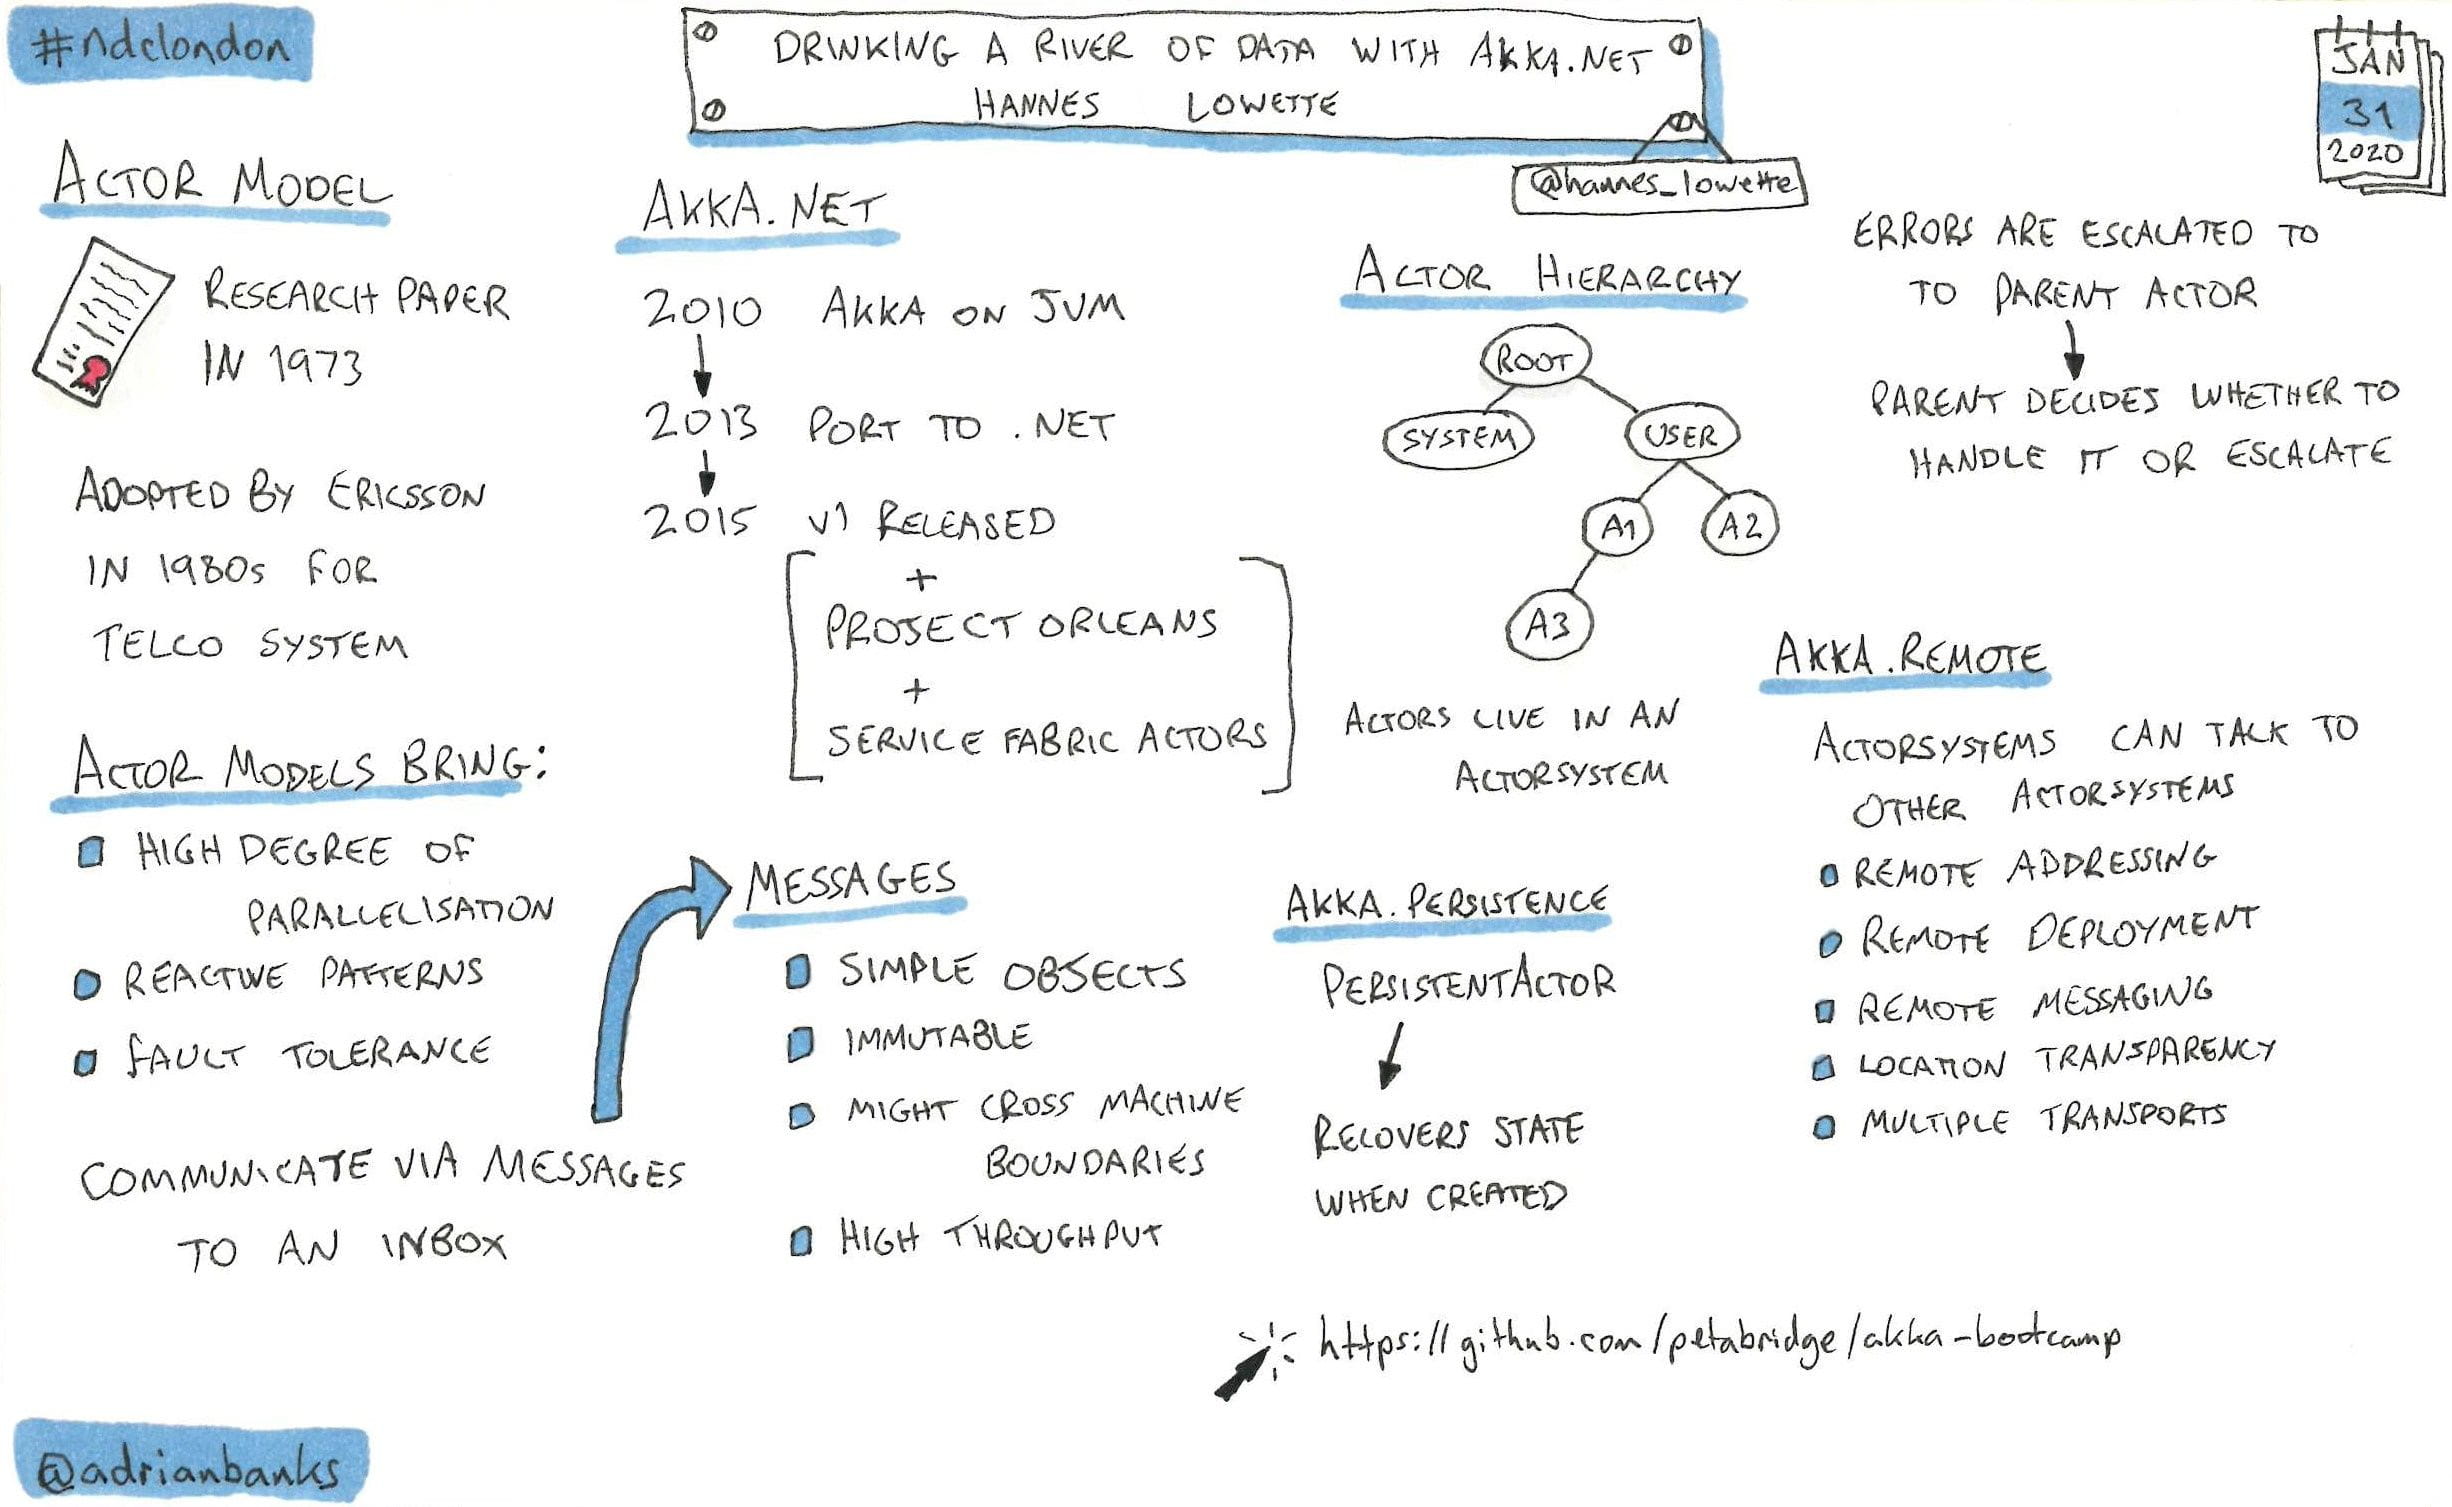 #ndclondon
DRINKING A RIVER OF DATA WITH AKKA.NET
HANNES LOWETTE
@hannes_lowette
JAN
31
2020
ACTOR MODEL
RESEARCH PAPER
IN 1973
ADOPTED BY ERICSSON
IN 1980s FOR
TELCO SYSTEM
ACTOR MODELS BRING:
HIGH DEGREE OF
PARALLELISATION
REACTIVE PATTERNS
FAULT TOLERANCE
COMMUNICATE VIA MESSAGES
TO AN INBOX
AKKA.NET
2010 AKKA ON JVM
2013 PORT TO .NET
2015 V1 RELEASED
+
PROJECT ORLEANS
+
SERVICE FABRIC ACTORS
MESSAGES
SIMPLE OBJECTS
IMMUTABLE
MIGHT CROSS MACHINE
BOUNDARIES
HIGH THROUGHPUT
ACTOR HIERARCHY
ROOT
SYSTEM USER
A1 A2
A3
ACTORS LIVE IN AN
ACTORSYSTEM
AKKA.PERSISTENCE
PERSISTENTACTOR
RECOVERS STATE
WHEN CREATED
ERRORS ARE ESCALATED TO
TO PARENT ACTOR
PARENT DECIDES WHETHER TO
HANDLE IT OR ESCALATE
AKKA.REMOTE
ACTORSYSTEMS CAN TALK TO
OTHER ACTORSYSTEMS
REMOTE ADDRESSING
REMOTE DEPLOYMENT
REMOTE MESSAGING
LOCATION TRANSPARENCY
MULTIPLE TRANSPORTS
https://github.com/petabridge/akka-bootcamp
@adrianbanks